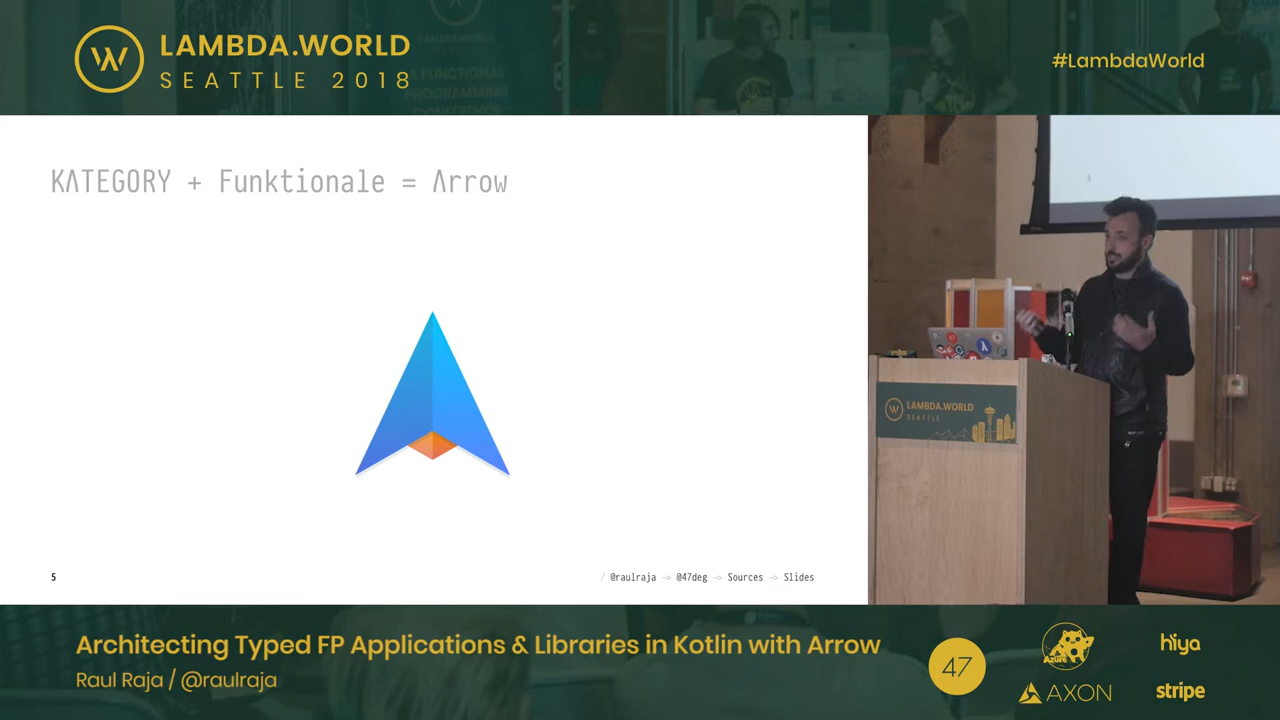 LAMBDA.WORLD
SEATTLE 2018
#LambdaWorld
KΛTEGORY + Funktionale = Λrrow
5
/ @raulraja -> @47deg -> Sources -> Slides
LAMBDA.WORLD
SEATTLE
Architecting Typed FP Applications & Libraries in Kotlin with Arrow
Raul Raja / @raulraja
47
Azure
hiya
AXON
stripe